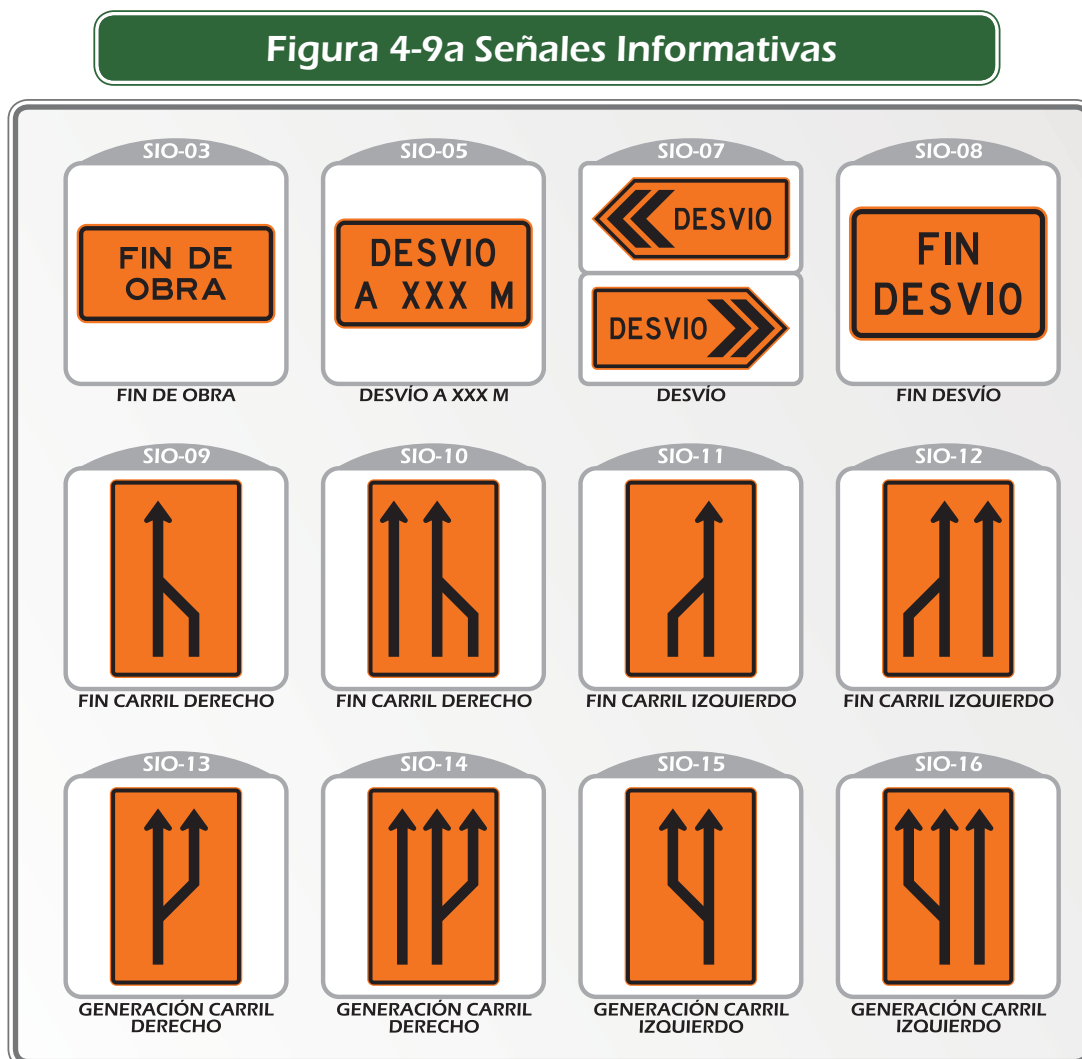 Figura 4-9a Señales Informativas
SIO-03
FIN DE
OBRA
FIN DE OBRA
SIO-05
DESVIO
A XXX M
DESVÍO A XXX M
SIO-07
DESVIO
DESVIO
DESVÍO
SIO-08
FIN
DESVIO
FIN DESVÍO
SIO-09
FIN CARRIL DERECHO
SIO-10
FIN CARRIL DERECHO
SIO-11
FIN CARRIL IZQUIERDO
SIO-12
FIN CARRIL IZQUIERDO
SIO-13
GENERACIÓN CARRIL
DERECHO
SIO-14
GENERACIÓN CARRIL
DERECHO
SIO-15
GENERACIÓN CARRIL
IZQUIERDO
SIO-16
GENERACIÓN CARRIL
IZQUIERDO